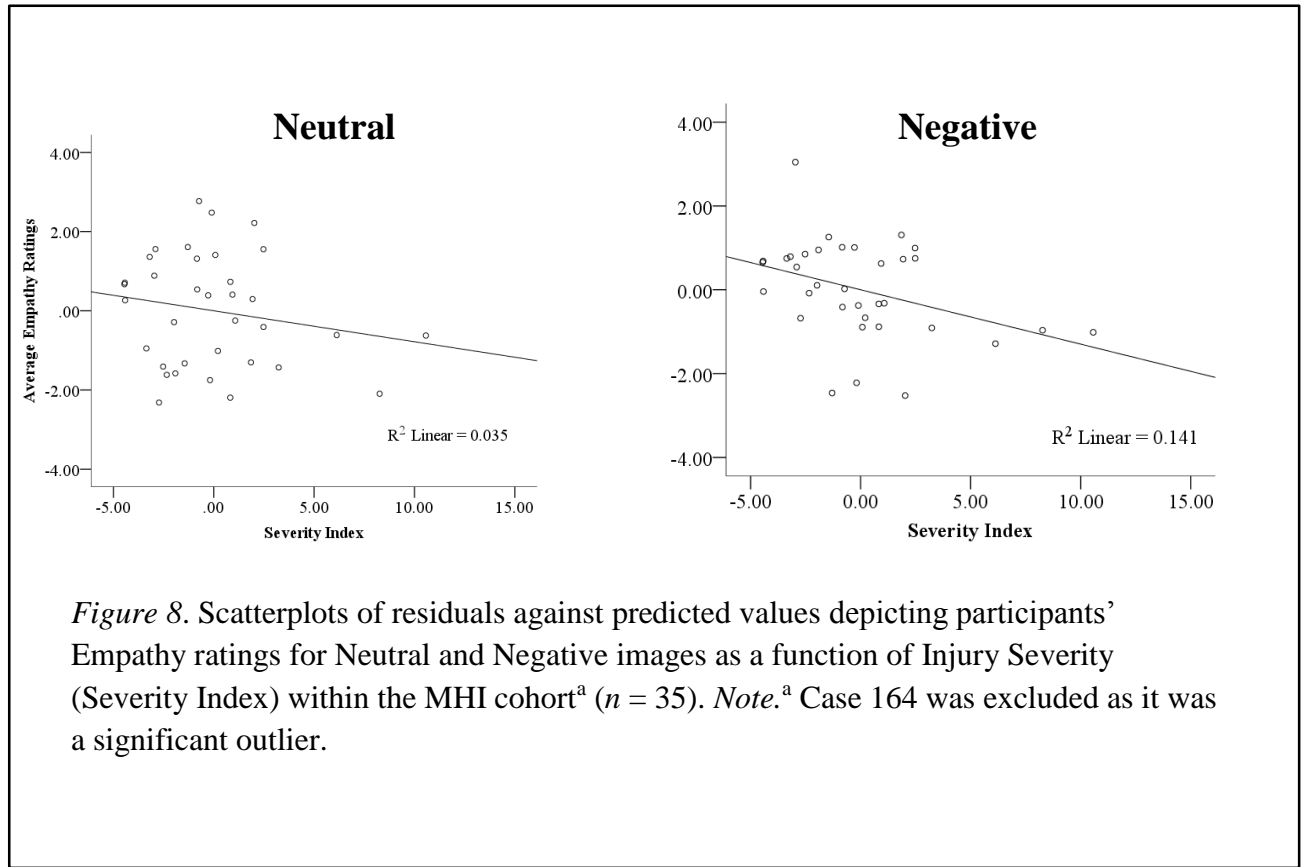 Neutral
4.00
2.00
.00
-2.00
-4.00
Average Empathy Ratings
R² Linear = 0.035
-5.00 .00 5.00 10.00 15.00
Severity Index
Negative
4.00
2.00
0.00
-2.00
-4.00
R² Linear = 0.141
-5.00 0.00 5.00 10.00 15.00
Severity Index
Figure 8. Scatterplots of residuals against predicted values depicting participants’
Empathy ratings for Neutral and Negative images as a function of Injury Severity
(Severity Index) within the MHI cohortᵃ (n = 35). Note.ᵃ Case 164 was excluded as it was
a significant outlier.